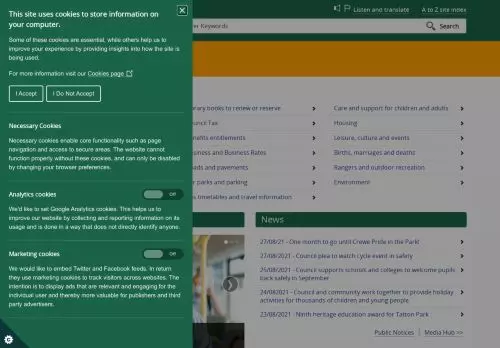 This site uses cookies to store information on
your computer.
Some of these cookies are essential, while others help us to
improve your experience by providing insights into how the site is
being used.
For more information visit our Cookies page
I Accept
I Do Not Accept
Necessary Cookies
Necessary cookies enable core functionality such as page
navigation and access to secure areas. The website cannot
function properly without these cookies, and can only be disabled
by changing your browser preferences.
Analytics cookies
Off
We'd like to set Google Analytics cookies. This helps us to
improve our website by collecting and reporting information on its
usage and is done in a way that does not directly identify anyone.
Marketing cookies
Off
We would like to embed Twitter and Facebook feeds. In return they
use marketing cookies to track visitors across websites. The
intention is to display ads that are relevant and engaging for the
individual user and thereby more valuable for publishers and third
party advertisers.
Listen and translate
A to Z site index
Keywords
Search
books to renew or reserve
Tax
entitlements
and Business Rates
and pavements
parks and parking
timetables and travel information
Care and support for children and adults
Housing
Leisure, culture and events
Births, marriages and deaths
Rangers and outdoor recreation
Environment
News
27/08/21 - One month to go until Crewe Pride in the Park!
27/08/2021 - Council plea to watch cycle event in safety
26/08/2021 - Council supports schools and colleges to welcome pupils
back safely in September
24/08/2021 - Council and community work together to provide holiday
activities for thousands of children and young people.
23/08/2021 - Ninth heritage education award for Tatton Park
Public Notices
Media Hub >>